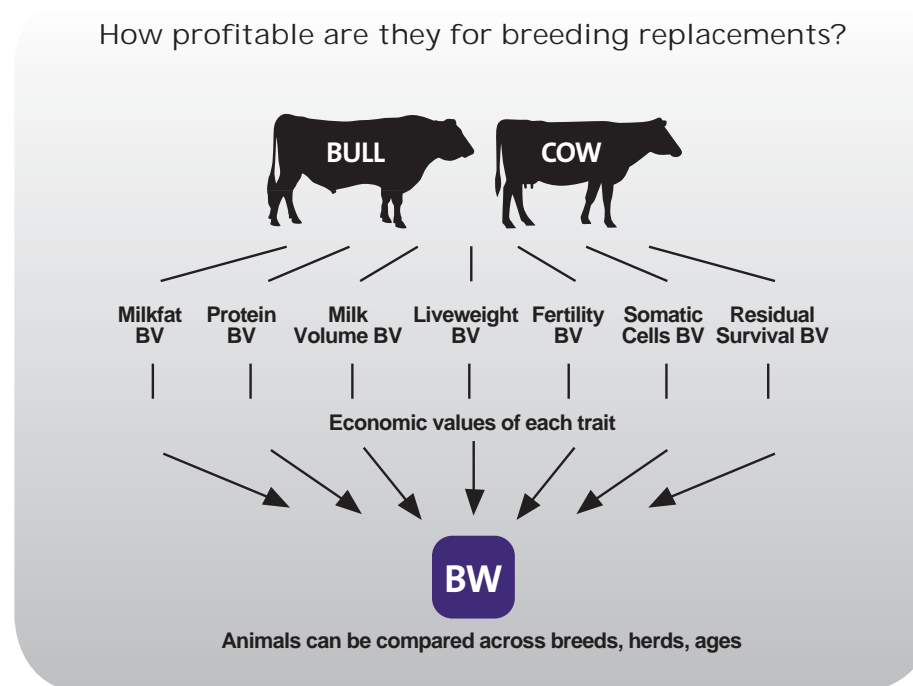 How profitable are they for breeding replacements?
BULL
COW
Milkfat
BV
Protein
BV
Milk
Volume BV
Liveweight
BV
Fertility
BV
Somatic
Cells BV
Residual
Survival BV
Economic values of each trait
BW
Animals can be compared across breeds, herds, ages